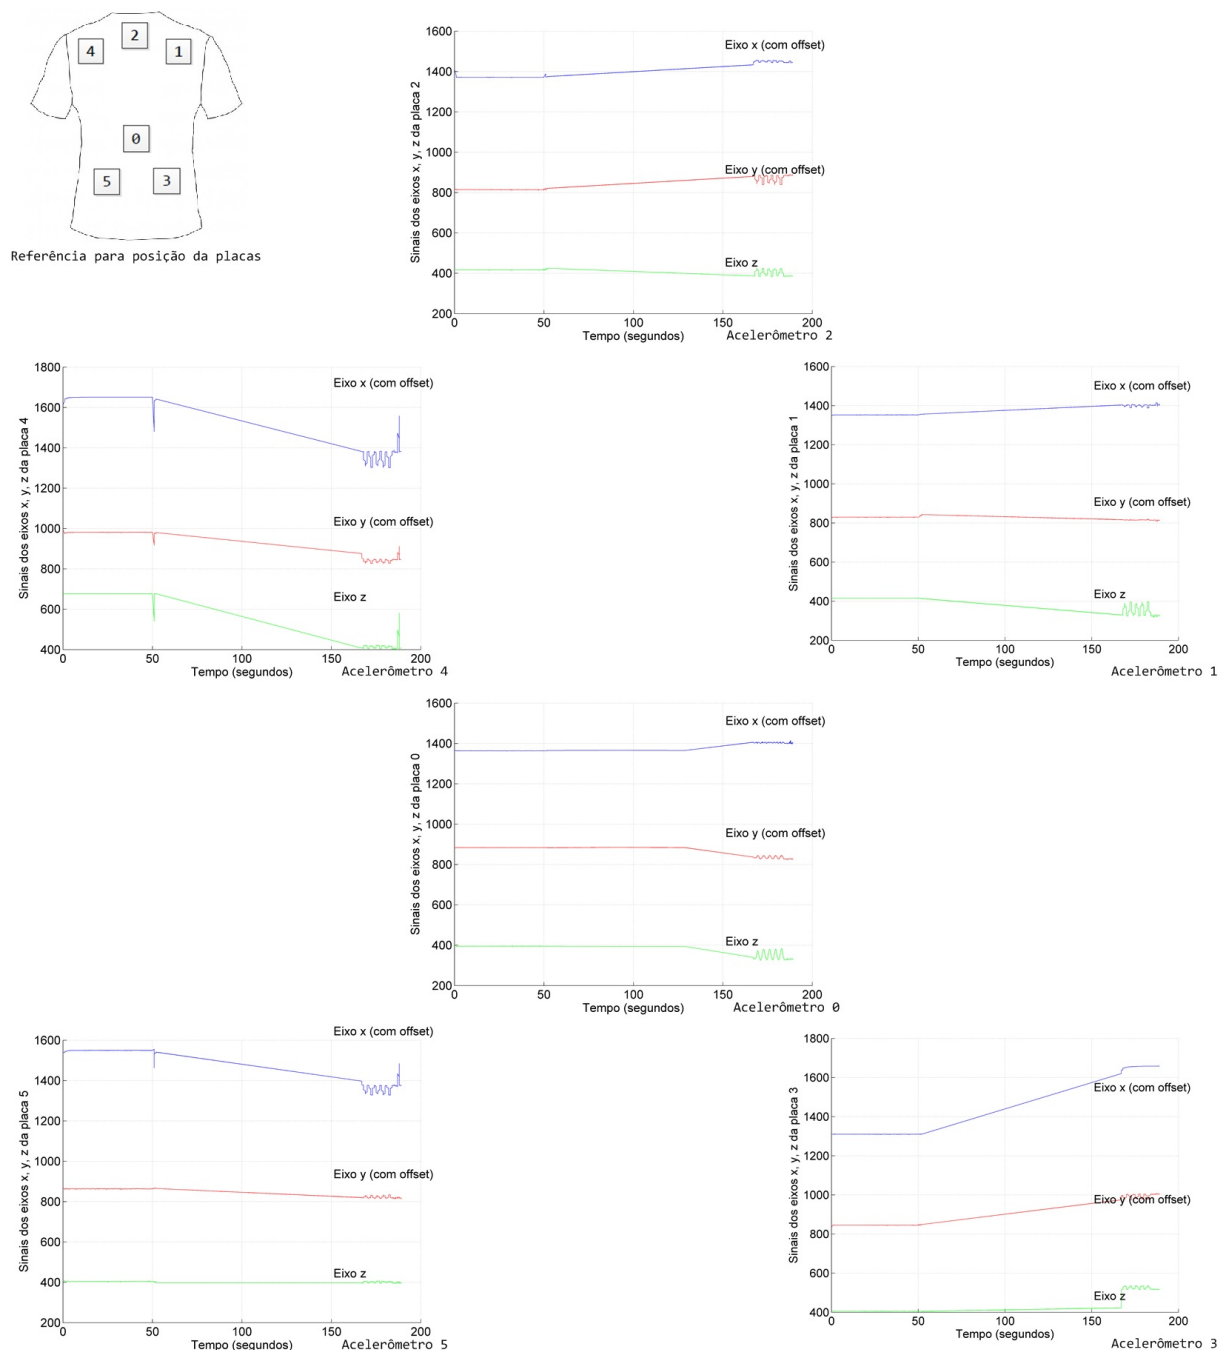 2
4
1
0
5
3
Referência para posição da placas
Sinais dos eixos x, y, z da placa 2
1600
1400
1200
1000
800
600
400
200
Eixo x (com offset)
Eixo y (com offset)
Eixo z
0 50 100 150 200
Tempo (segundos)
Acelerômetro 2
Sinais dos eixos x, y, z da placa 4
1800
1600
1400
1200
1000
800
600
400
Eixo x (com offset)
Eixo y (com offset)
Eixo z
0 50 100 150 200
Tempo (segundos)
Acelerômetro 4
Sinais dos eixos x, y, z da placa 1
1600
1400
1200
1000
800
600
400
200
Eixo x (com offset)
Eixo y (com offset)
Eixo z
0 50 100 150 200
Tempo (segundos)
Acelerômetro 1
Sinais dos eixos x, y, z da placa 0
1600
1400
1200
1000
800
600
400
200
Eixo x (com offset)
Eixo y (com offset)
Eixo z
0 50 100 150 200
Tempo (segundos)
Acelerômetro 0
Sinais dos eixos x, y, z da placa 5
1600
1400
1200
1000
800
600
400
200
Eixo x (com offset)
Eixo y (com offset)
Eixo z
0 50 100 150 200
Tempo (segundos)
Acelerômetro 5
Sinais dos eixos x, y, z da placa 3
1800
1600
1400
1200
1000
800
600
400
Eixo x (com offset)
Eixo y (com offset)
Eixo z
0 50 100 150 200
Tempo (segundos)
Acelerômetro 3